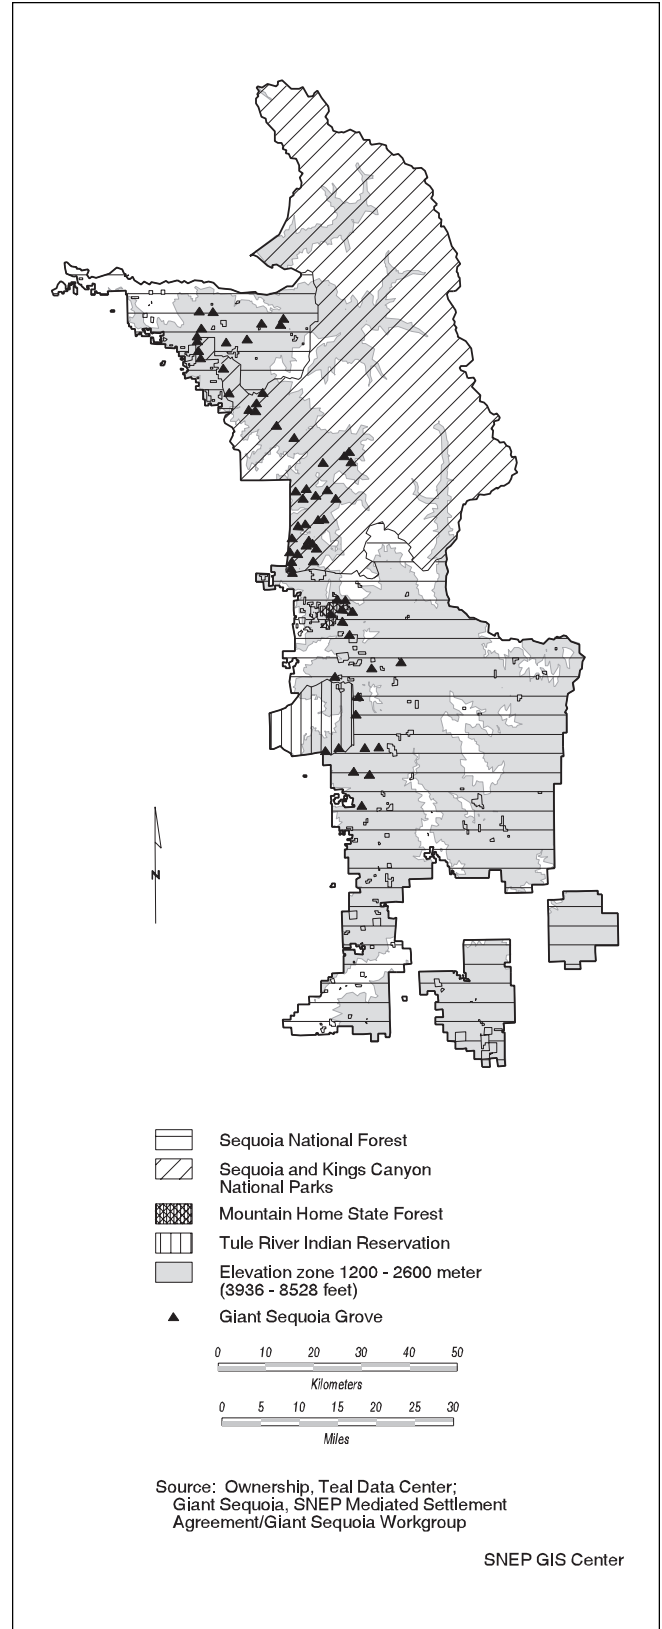 N
Sequoia National Forest
Sequoia and Kings Canyon
National Parks
Mountain Home State Forest
Tule River Indian Reservation
Elevation zone 1200 - 2600 meter
(3936 - 8528 feet)
Giant Sequoia Grove
0 10 20 30 40 50
Kilometers
0 5 10 15 20 25 30
Miles
Source: Ownership, Teal Data Center;
Giant Sequoia, SNEP Mediated Settlement
Agreement/Giant Sequoia Workgroup
SNEP GIS Center